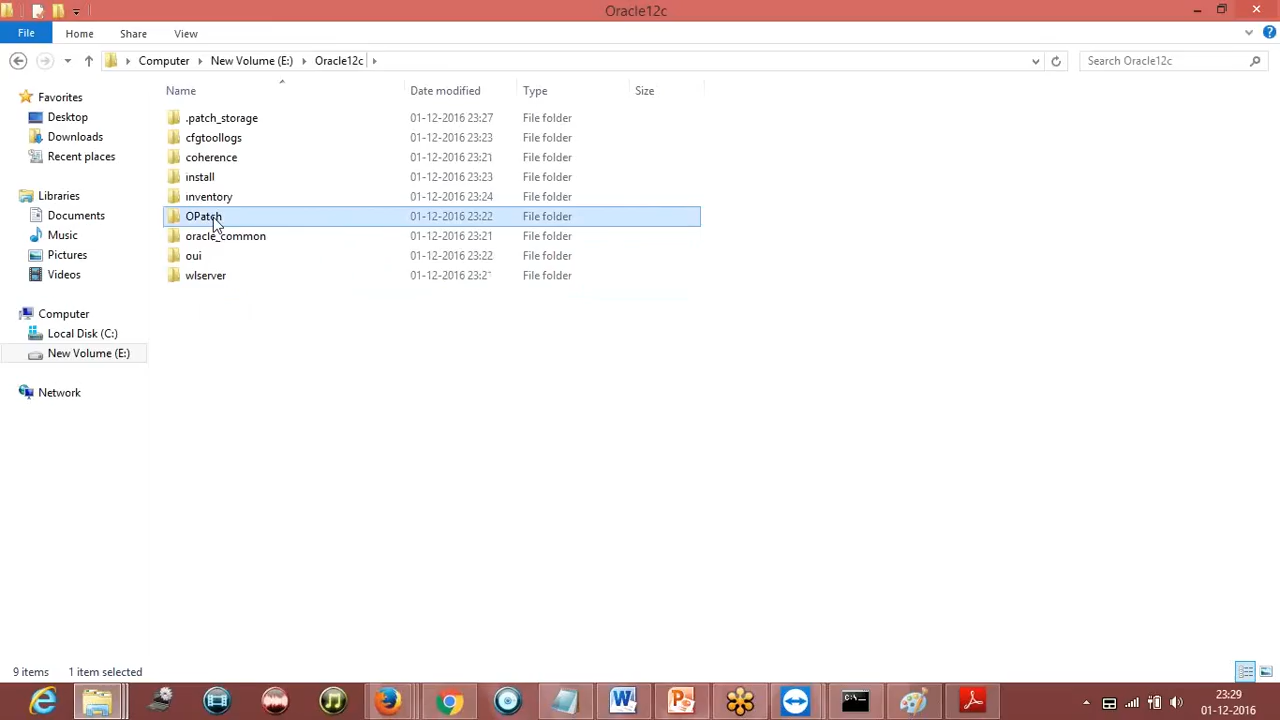 Oracle12c
File Home Share View
Computer New Volume (E:) Oracle12c Search Oracle12c
Name Date modified Type Size
Favorites
Desktop
Downloads
Recent places
Libraries
Documents
Music
Pictures
Videos
Computer
Local Disk (C:)
New Volume (E:)
Network
.patch_storage 01-12-2016 23:27 File folder
cfgtoollogs 01-12-2016 23:23 File folder
coherence 01-12-2016 23:21 File folder
install 01-12-2016 23:23 File folder
inventory 01-12-2016 23:24 File folder
OPatch 01-12-2016 23:22 File folder
oracle_common 01-12-2016 23:21 File folder
oui 01-12-2016 23:22 File folder
wlserver 01-12-2016 23:21 File folder
9 items 1 item selected
23:29
01-12-2016